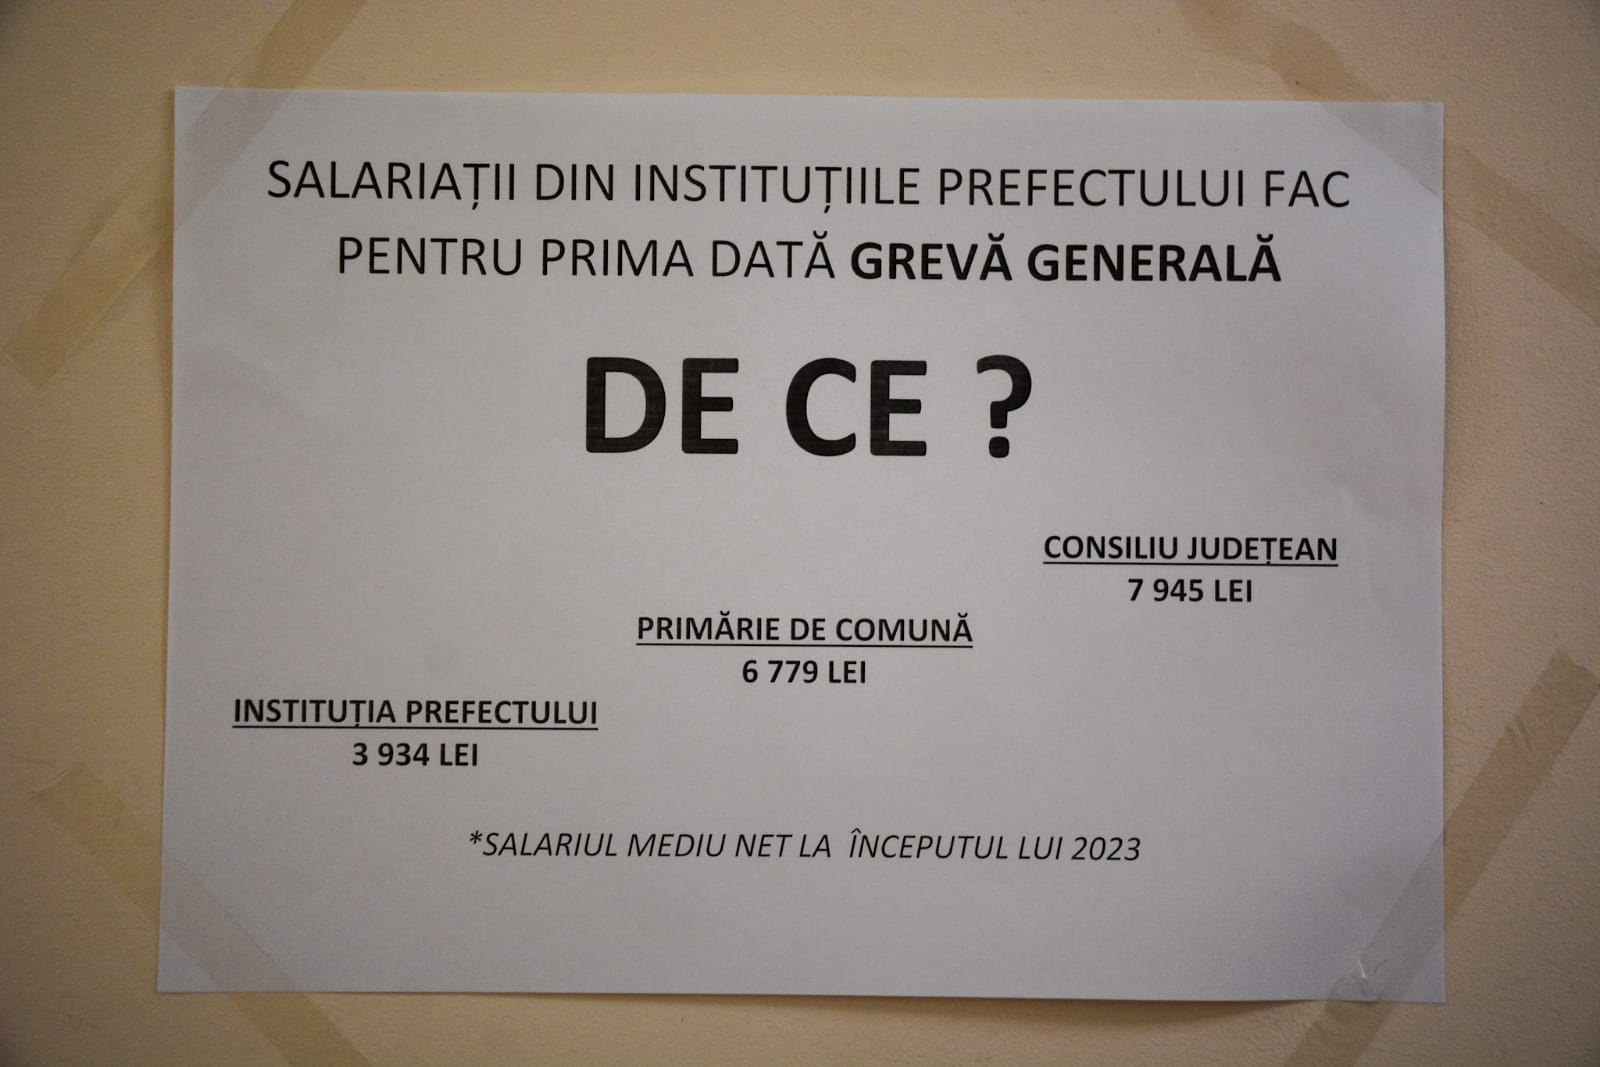 SALARIAȚII DIN INSTITUȚIILE PREFECTULUI FAC
PENTRU PRIMA DATĂ GREVĂ GENERALĂ
DE CE ?
CONSILIU JUDEȚEAN
7 945 LEI
PRIMĂRIE DE COMUNĂ
6 779 LEI
INSTITUȚIA PREFECTULUI
3 934 LEI
*SALARIUL MEDIU NET LA ÎNCEPUTUL LUI 2023